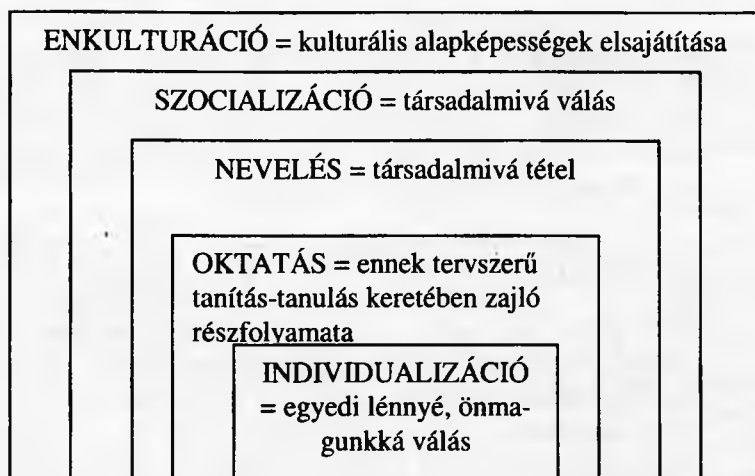 ENKULTURÁCIÓ = kulturális alapképességek elsajátítása
SZOCIALIZÁCIÓ = társadalmivá válás
NEVELÉS = társadalmivá tétel
OKTATÁS = ennek tervszerű
tanítás-tanulás keretében zajló
részfolyamata
INDIVIDUALIZÁCIÓ
= egyedi lénnyé, önma-
gunkká válás